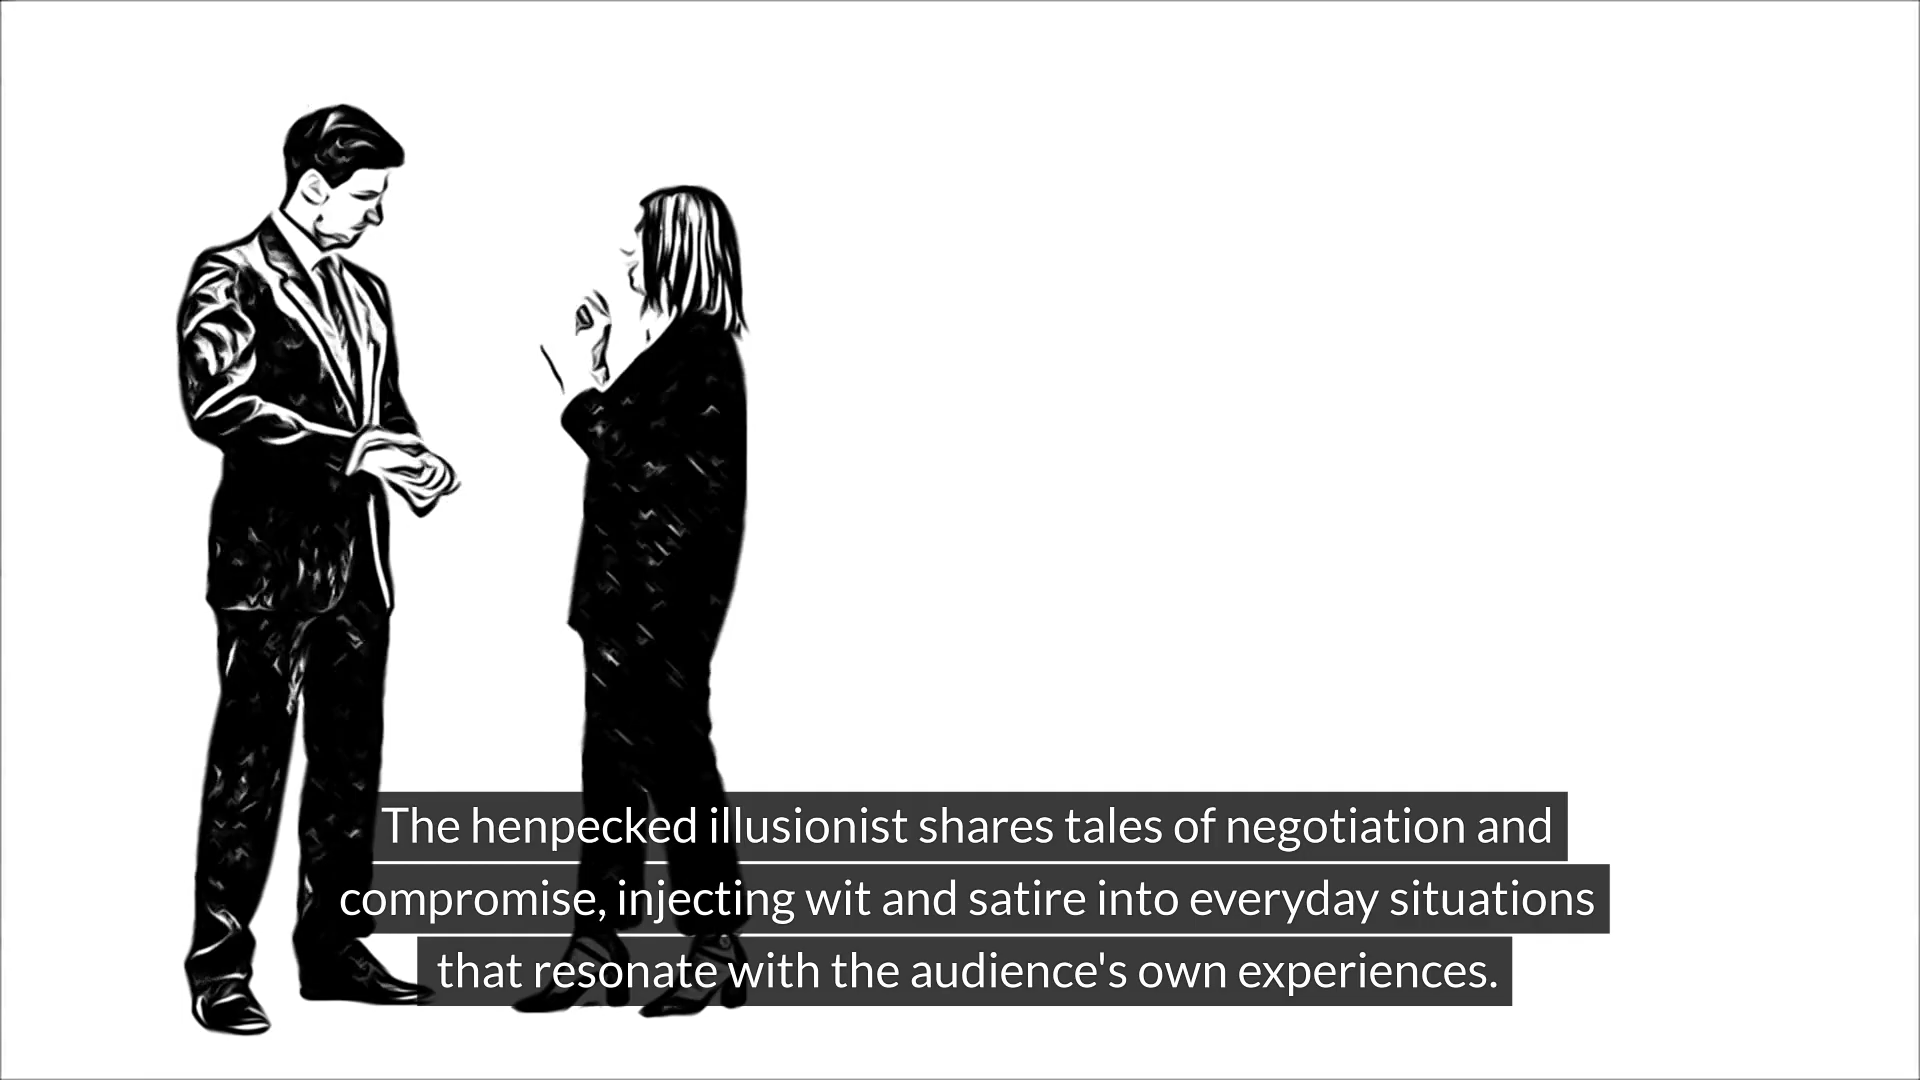 The henpecked illusionist shares tales of negotiation and
compromise, injecting wit and satire into everyday situations
that resonate with the audience's own experiences.